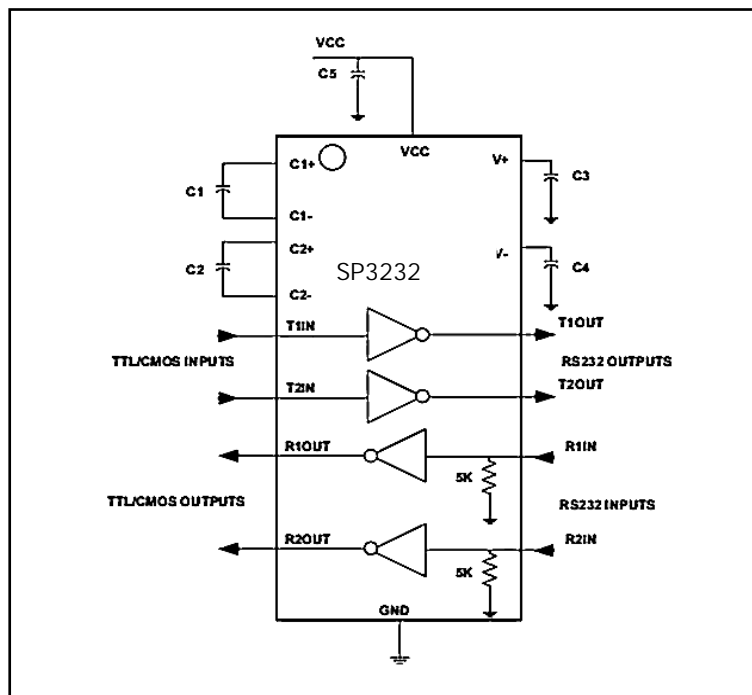 VCC
C5
VCC
C1+
V+
C1
C3
C1-
C2+
V-
C2
C4
SP3232
C2-
T1IN
T1OUT
TTL/CMOS INPUTS
RS232 OUTPUTS
T2IN
T2OUT
R1OUT
R1IN
5K
TTL/CMOS OUTPUTS
RS232 INPUTS
R2OUT
R2IN
5K
GND